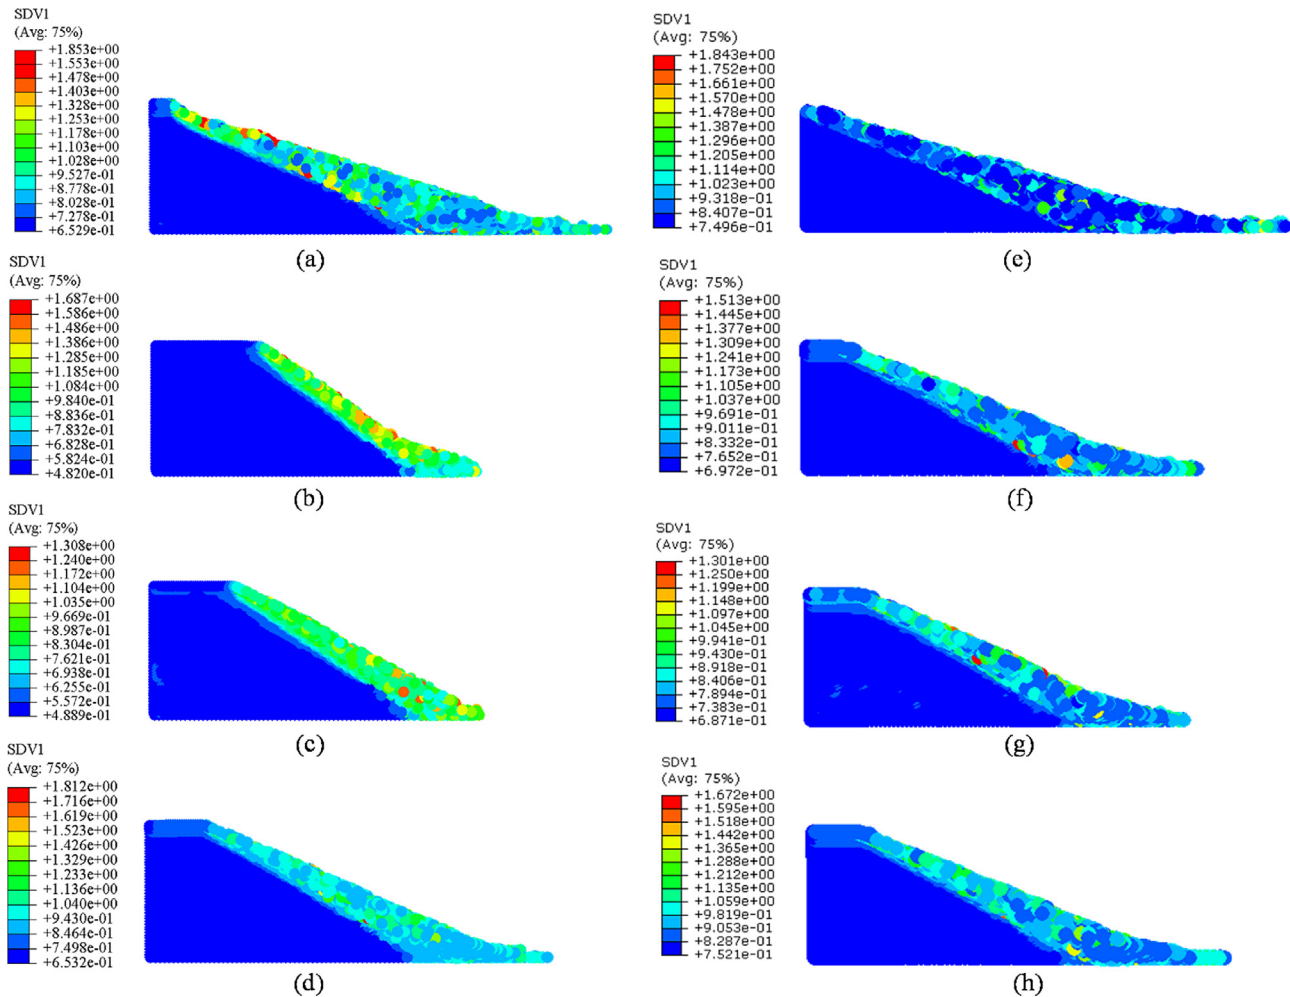 SDV1
(Avg: 75%)
+1.853e+00
+1.553e+00
+1.478e+00
+1.403e+00
+1.328e+00
+1.253e+00
+1.178e+00
+1.103e+00
+1.028e+00
+9.527e-01
+8.778e-01
+8.028e-01
+7.278e-01
+6.529e-01
(a)
SDV1
(Avg: 75%)
+1.687e+00
+1.586e+00
+1.486e+00
+1.386e+00
+1.285e+00
+1.185e+00
+1.084e+00
+9.840e-01
+8.836e-01
+7.832e-01
+6.828e-01
+5.824e-01
+4.820e-01
(b)
SDV1
(Avg: 75%)
+1.308e+00
+1.240e+00
+1.172e+00
+1.104e+00
+1.035e+00
+9.669e-01
+8.987e-01
+8.304e-01
+7.621e-01
+6.938e-01
+6.255e-01
+5.572e-01
+4.889e-01
(c)
SDV1
(Avg: 75%)
+1.812e+00
+1.716e+00
+1.619e+00
+1.523e+00
+1.426e+00
+1.329e+00
+1.233e+00
+1.136e+00
+1.040e+00
+9.430e-01
+8.464e-01
+7.498e-01
+6.532e-01
(d)
SDV1
(Avg: 75%)
+1.843e+00
+1.752e+00
+1.661e+00
+1.570e+00
+1.478e+00
+1.387e+00
+1.296e+00
+1.205e+00
+1.114e+00
+1.023e+00
+9.318e-01
+8.407e-01
+7.496e-01
(e)
SDV1
(Avg: 75%)
+1.513e+00
+1.445e+00
+1.377e+00
+1.309e+00
+1.241e+00
+1.173e+00
+1.105e+00
+1.037e+00
+9.691e-01
+9.011e-01
+8.332e-01
+7.652e-01
+6.972e-01
(f)
SDV1
(Avg: 75%)
+1.301e+00
+1.250e+00
+1.199e+00
+1.148e+00
+1.097e+00
+1.045e+00
+9.941e-01
+9.430e-01
+8.918e-01
+8.406e-01
+7.894e-01
+7.383e-01
+6.871e-01
(g)
SDV1
(Avg: 75%)
+1.672e+00
+1.595e+00
+1.518e+00
+1.442e+00
+1.365e+00
+1.288e+00
+1.212e+00
+1.135e+00
+1.059e+00
+9.819e-01
+9.053e-01
+8.287e-01
+7.521e-01
(h)